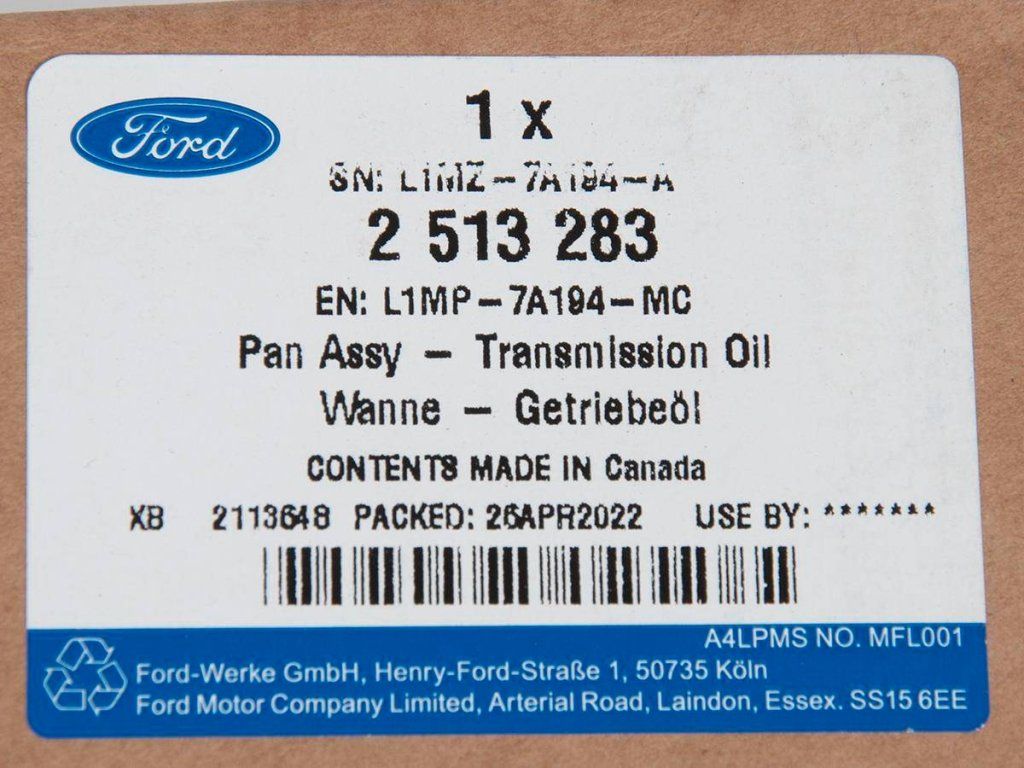 Ford
1 x
SN: L1MZ-7A194-A
2 513 283
EN: L1MP-7A194-MC
Pan Assy - Transmission Oil
Wanne - Getriebeöl
CONTENTS MADE IN Canada
XB 2113648 PACKED: 26APR2022 USE BY: *******
A4LPMS NO. MFL001
Ford-Werke GmbH, Henry-Ford-Straße 1, 50735 Köln
Ford Motor Company Limited, Arterial Road, Laindon, Essex. SS15 6EE